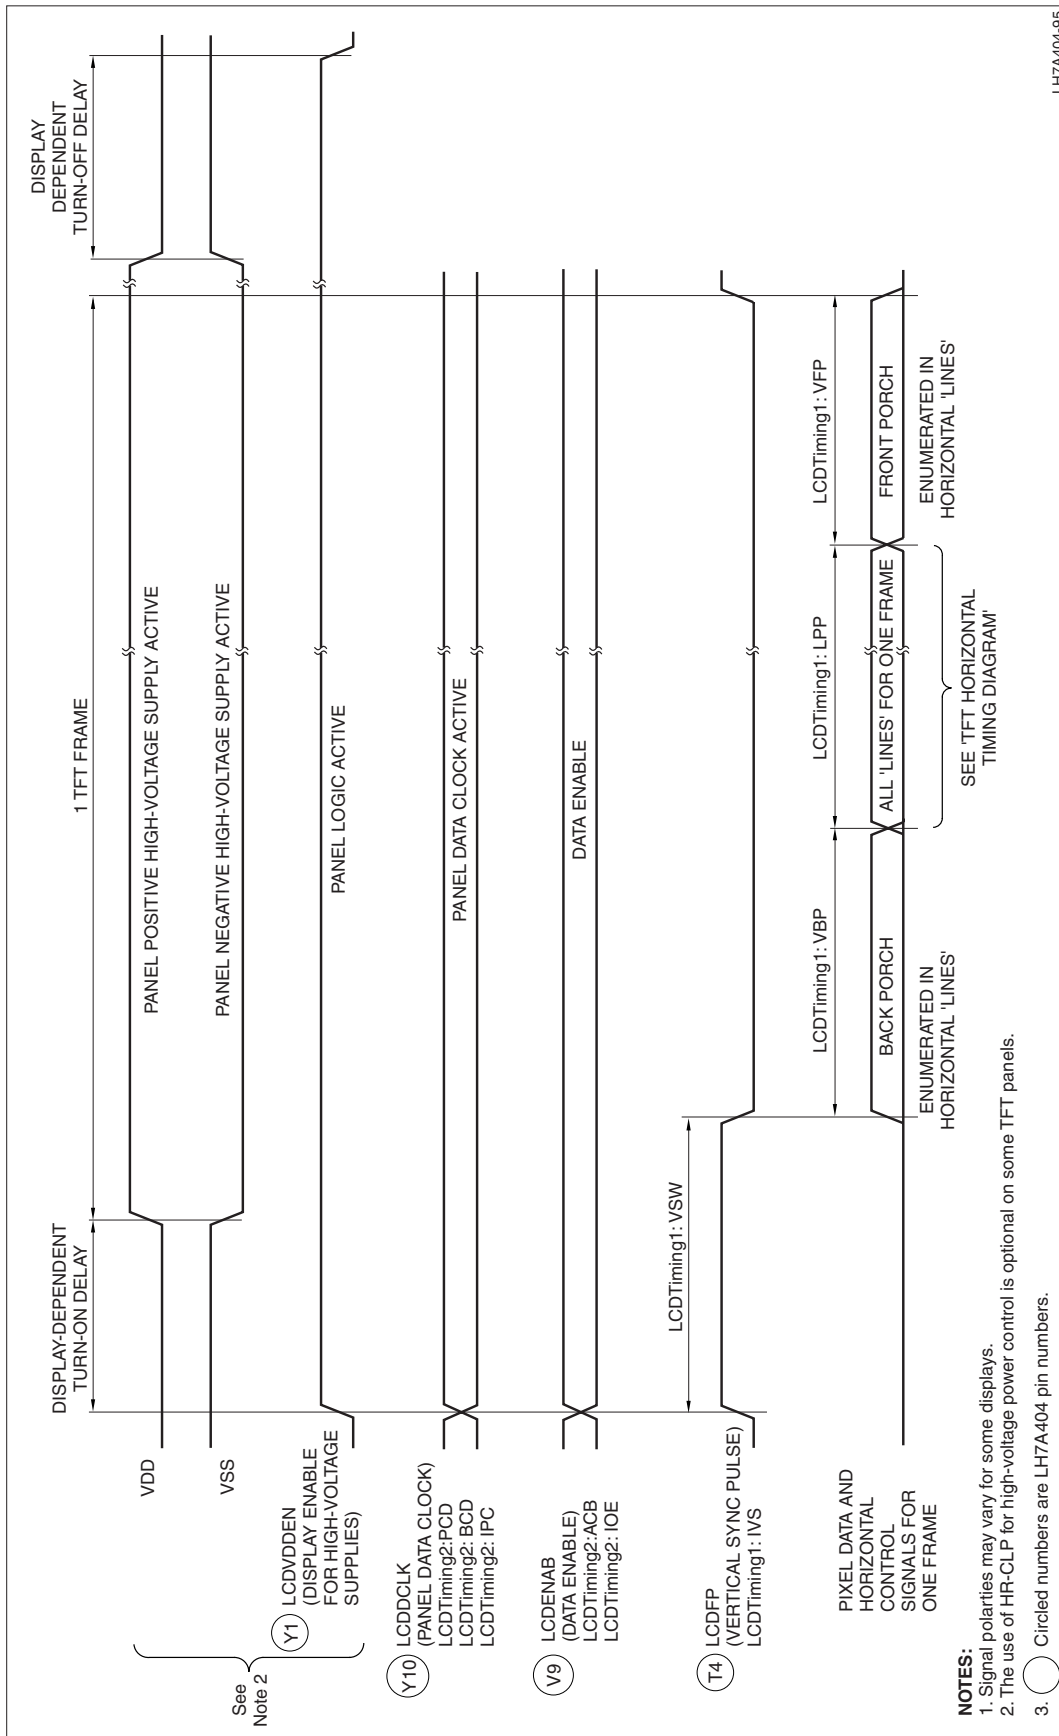 DISPLAY-DEPENDENT
TURN-ON DELAY
1 TFT FRAME
DISPLAY
DEPENDENT
TURN-OFF DELAY
VDD
PANEL POSITIVE HIGH-VOLTAGE SUPPLY ACTIVE
See
Note 2
VSS
PANEL NEGATIVE HIGH-VOLTAGE SUPPLY ACTIVE
Y1
LCDVDDEN
(DISPLAY ENABLE
FOR HIGH-VOLTAGE
SUPPLIES)
PANEL LOGIC ACTIVE
Y10
LCDDCLK
(PANEL DATA CLOCK)
LCDTiming2:PCD
LCDTiming2: BCD
LCDTiming2: IPC
PANEL DATA CLOCK ACTIVE
V9
LCDENAB
(DATA ENABLE)
LCDTiming2:ACB
LCDTiming2: IOE
DATA ENABLE
LCDTiming1: VSW
T4
LCDFP
(VERTICAL SYNC PULSE)
LCDTiming1: IVS
LCDTiming1: VBP
LCDTiming1: LPP
LCDTiming1: VFP
PIXEL DATA AND
HORIZONTAL
CONTROL
SIGNALS FOR
ONE FRAME
BACK PORCH
ALL 'LINES' FOR ONE FRAME
FRONT PORCH
ENUMERATED IN
HORIZONTAL 'LINES'
SEE 'TFT HORIZONTAL
TIMING DIAGRAM'
ENUMERATED IN
HORIZONTAL 'LINES'
NOTES:
1. Signal polarties may vary for some displays.
2. The use of HR-CLP for high-voltage power control is optional on some TFT panels.
3. Circled numbers are LH7A404 pin numbers.
LH7A404-95